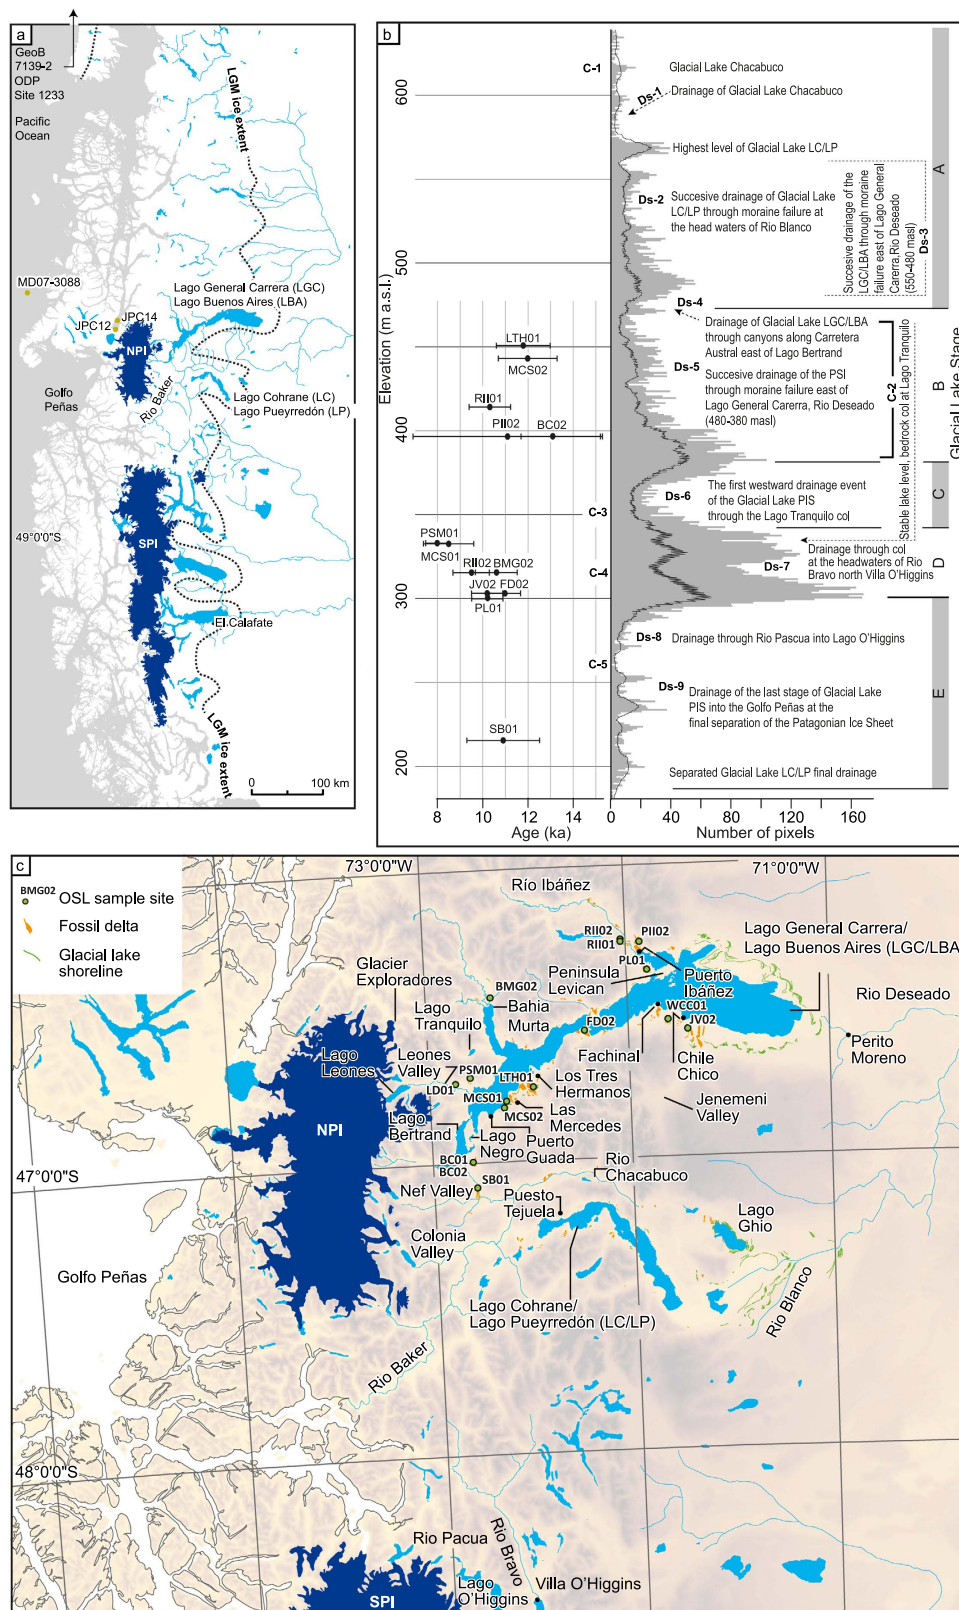 a
GeoB
7139-2
ODP
Site 1233
Pacific
Ocean
LGM ice extent
MD07-3088
JPC14
JPC12
NPI
Lago General Carrera (LGC)
Lago Buenos Aires (LBA)
Golfo
Peñas
Río Baker
Lago Cochrane (LC)
Lago Pueyrredón (LP)
49°0'0"S
SPI
El Calafate
LGM ice extent
0 100 km
b
Elevation (m a.s.l.)
600
500
400
300
200
C-1
Glacial Lake Chacabuco
Ds-1
Drainage of Glacial Lake Chacabuco
Highest level of Glacial Lake LC/LP
Ds-2
Succesive drainage of Glacial Lake
LC/LP through moraine failure at
the head waters of Rio Blanco
Succesive drainage of the
LGC/LBA through moraine
failure east of Lago General
Carerra, Rio Deseado
(550-480 masl)
Ds-3
Ds-4
Drainage of Glacial Lake LGC/LBA
through canyons along Carretera
Austral east of Lago Bertrand
Ds-5
Succesive drainage of the PSI
through moraine failure east of
Lago General Carerra, Rio Deseado
(480-380 masl)
C-2
Stable lake level, bedrock col at Lago Tranquilo
Ds-6
The first westward drainage event
of the Glacial Lake PIS
through the Lago Tranquilo col
C-3
Ds-7
Drainage through col
at the headwaters of Rio
Bravo north Villa O'Higgins
C-4
Ds-8
Drainage through Rio Pascua into Lago O'Higgins
C-5
Ds-9
Drainage of the last stage of Glacial Lake
PIS into the Golfo Peñas at the
final separation of the Patagonian Ice Sheet
Separated Glacial Lake LC/LP final drainage
LTH01
MCS02
RII01
PII02
BC02
PSM01
MCS01
RII02
BMG02
JV02
FD02
PL01
SB01
A
B
C
D
E
Glacial Lake Stage
8 10 12 14
Age (ka)
0 40 80 120 160
Number of pixels
c
73°0'0"W
71°0'0"W
BMG02 OSL sample site
Fossil delta
Glacial lake
shoreline
Río Ibáñez
RII02
RII01
PII02
PL01
Lago General Carrera/
Lago Buenos Aires (LGC/LBA)
Glacier
Exploradores
Peninsula
Levican
Puerto
Ibáñez
Rio Deseado
Lago
Tranquilo
BMG02
Bahia
Murta
WCC01
JV02
FD02
Perito
Moreno
Fachinal
Chile
Chico
Lago
Leones
Leones
Valley
PSM01
LD01
LTH01
Los Tres
Hermanos
Jenemeni
Valley
MCS01
MCS02
Las
Mercedes
NPI
Lago
Bertrand
Lago
Negro
Puerto
Guada
47°0'0"S
BC01
BC02
Rio
Chacabuco
SB01
Nef Valley
Puesto
Tejuela
Lago
Ghio
Colonia
Valley
Golfo Peñas
Rio Blanco
Lago Cohrane/
Lago Pueyrredón (LC/LP)
Rio Baker
48°0'0"S
Rio Pacua
Rio Bravo
SPI
Lago
O'Higgins
Villa O'Higgins